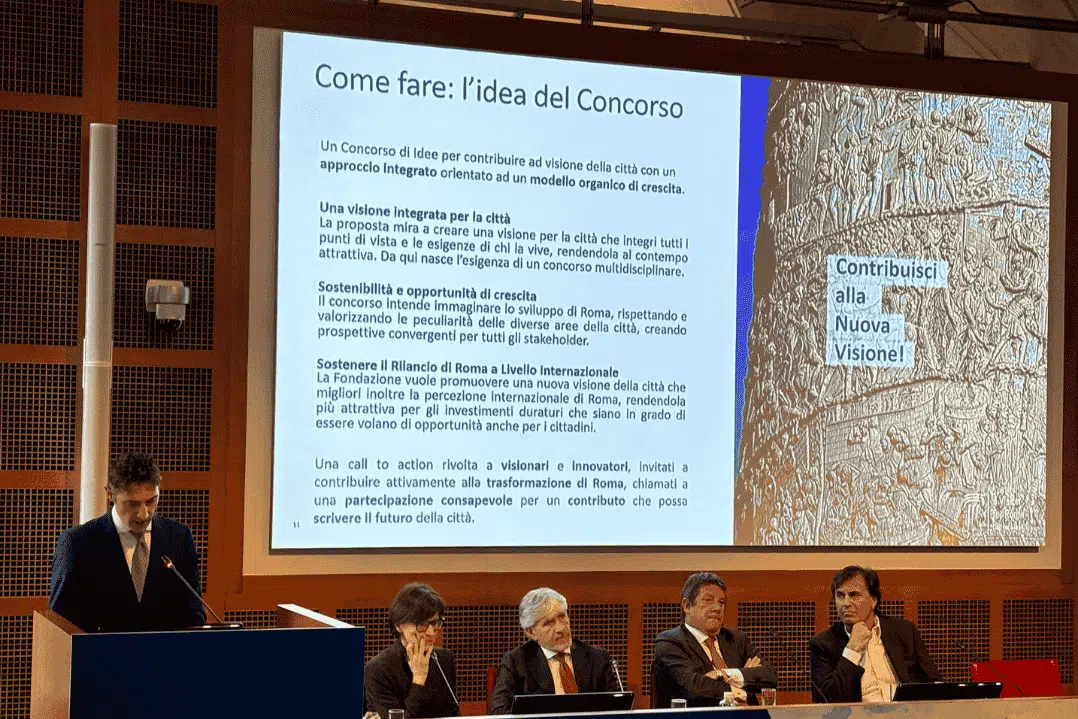 Come fare: l'idea del Concorso
Un Concorso di Idee per contribuire ad visione della città con un
approccio integrato orientato ad un modello organico di crescita.
Una visione integrata per la città
La proposta mira a creare una visione per la città che integri tutti i
punti di vista e le esigenze di chi la vive, rendendola al contempo
attrattiva. Da qui nasce l'esigenza di un concorso multidisciplinare.
Sostenibilità e opportunità di crescita
Il concorso intende immaginare lo sviluppo di Roma, rispettando e
valorizzando le peculiarità delle diverse aree della città, creando
prospettive convergenti per tutti gli stakeholder.
Sostenere il Rilancio di Roma a Livello Internazionale
La Fondazione vuole promuovere una nuova visione della città che
migliori inoltre la percezione internazionale di Roma, rendendola
più attrattiva per gli investimenti duraturi che siano in grado di
essere volano di opportunità anche per i cittadini.
Una call to action rivolta a visionari e innovatori, invitati a
contribuire attivamente alla trasformazione di Roma, chiamati a
una partecipazione consapevole per un contributo che possa
scrivere il futuro della città.
11
Contribuisci
alla
Nuova
Visione!